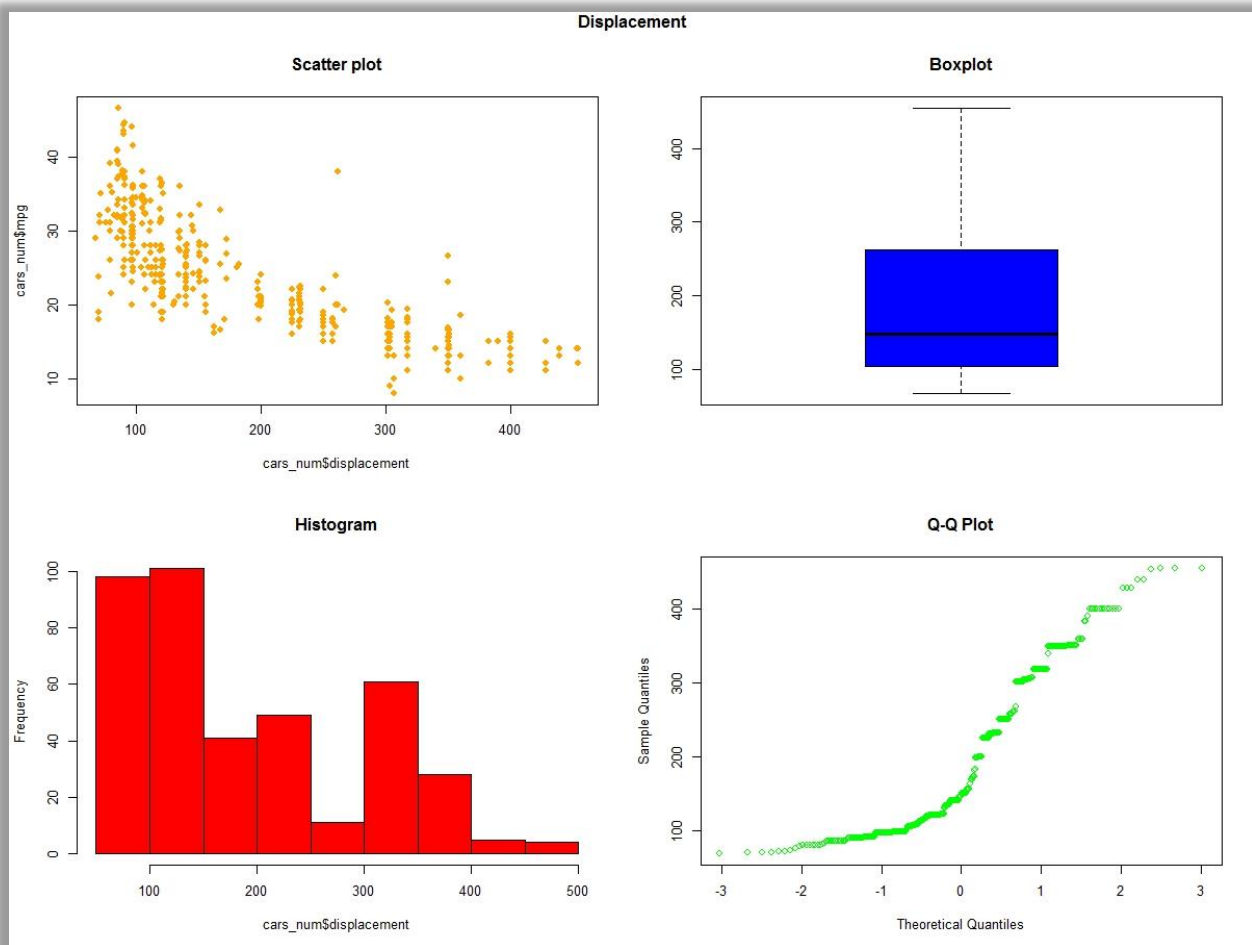 Displacement
Scatter plot
cars_num$mpg
40
30
20
10
100 200 300 400
cars_num$displacement
Boxplot
400
300
200
100
Histogram
Frequency
100
80
60
40
20
0
100 200 300 400 500
cars_num$displacement
Q-Q Plot
Sample Quantiles
400
300
200
100
-3 -2 -1 0 1 2 3
Theoretical Quantiles